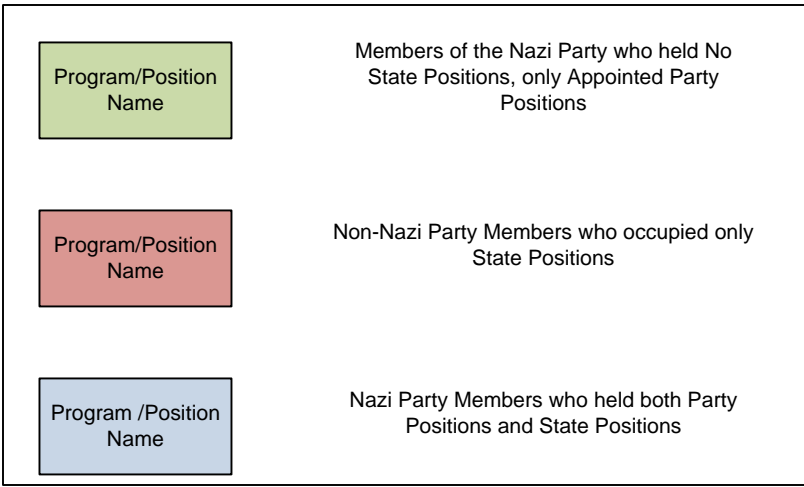 Program/Position
Name
Members of the Nazi Party who held No
State Positions, only Appointed Party
Positions
Program/Position
Name
Non-Nazi Party Members who occupied only
State Positions
Program /Position
Name
Nazi Party Members who held both Party
Positions and State Positions